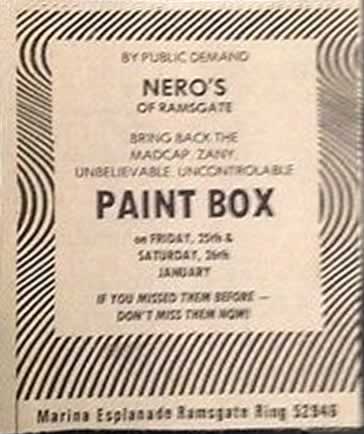 BY PUBLIC DEMAND
NERO'S
OF RAMSGATE
BRING BACK THE
MADCAP, ZANY,
UNBELIEVABLE, UNCONTROLABLE
PAINT BOX
on FRIDAY, 25th &
SATURDAY, 26th
JANUARY
IF YOU MISSED THEM BEFORE —
DON'T MISS THEM NOW!
Marina Esplanade Ramsgate Ring 52946